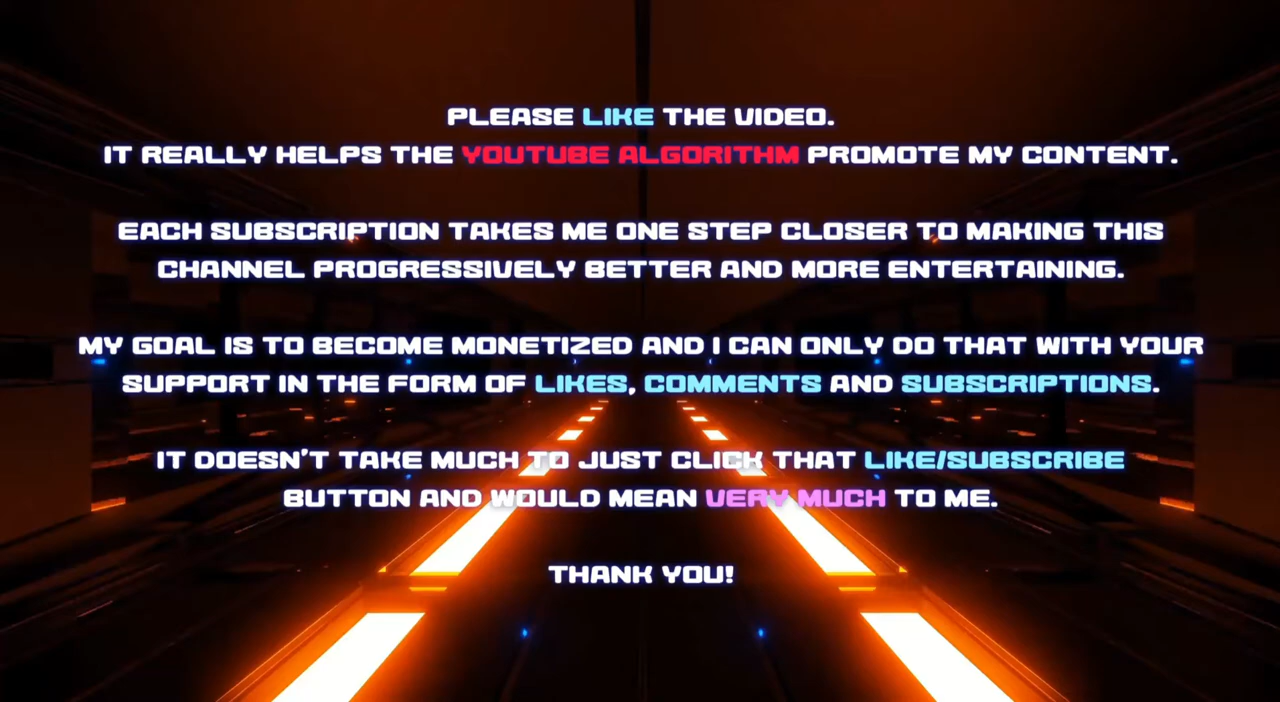 PLEASE LIKE THE VIDEO.
IT REALLY HELPS THE YOUTUBE ALGORITHM PROMOTE MY CONTENT.
EACH SUBSCRIPTION TAKES ME ONE STEP CLOSER TO MAKING THIS
CHANNEL PROGRESSIVELY BETTER AND MORE ENTERTAINING.
MY GOAL IS TO BECOME MONETIZED AND I CAN ONLY DO THAT WITH YOUR
SUPPORT IN THE FORM OF LIKES, COMMENTS AND SUBSCRIPTIONS.
IT DOESN'T TAKE MUCH TO JUST CLICK THAT LIKE/SUBSCRIBE
BUTTON AND WOULD MEAN VERY MUCH TO ME.
THANK YOU!